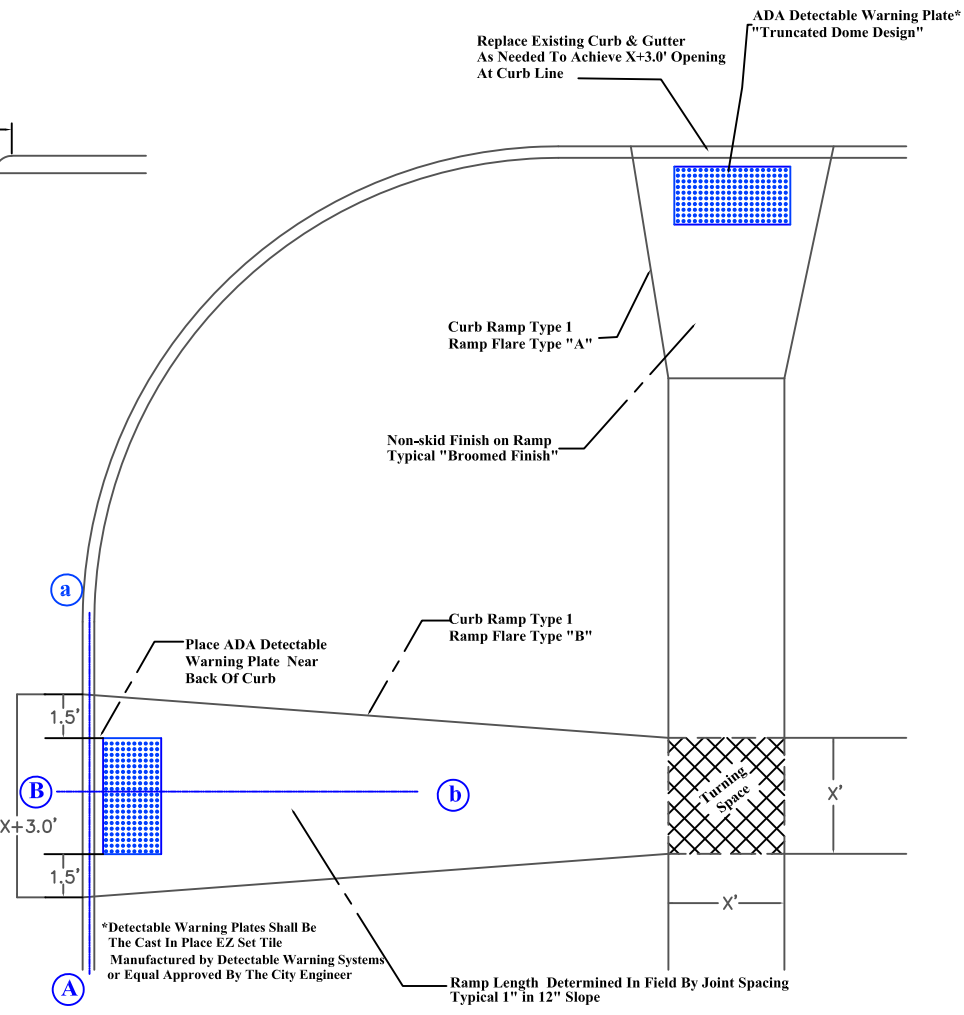 ADA Detectable Warning Plate*
"Truncated Dome Design"
Replace Existing Curb & Gutter
As Needed To Achieve X+3.0' Opening
At Curb Line
Curb Ramp Type 1
Ramp Flare Type "A"
Non-skid Finish on Ramp
Typical "Broomed Finish"
a
Curb Ramp Type 1
Ramp Flare Type "B"
Place ADA Detectable
Warning Plate Near
Back Of Curb
1.5'
B
b
Turning
Space
X'
X+3.0'
1.5'
X'
*Detectable Warning Plates Shall Be
The Cast In Place EZ Set Tile
Manufactured by Detectable Warning Systems
or Equal Approved By The City Engineer
A
Ramp Length Determined In Field By Joint Spacing
Typical 1" in 12" Slope